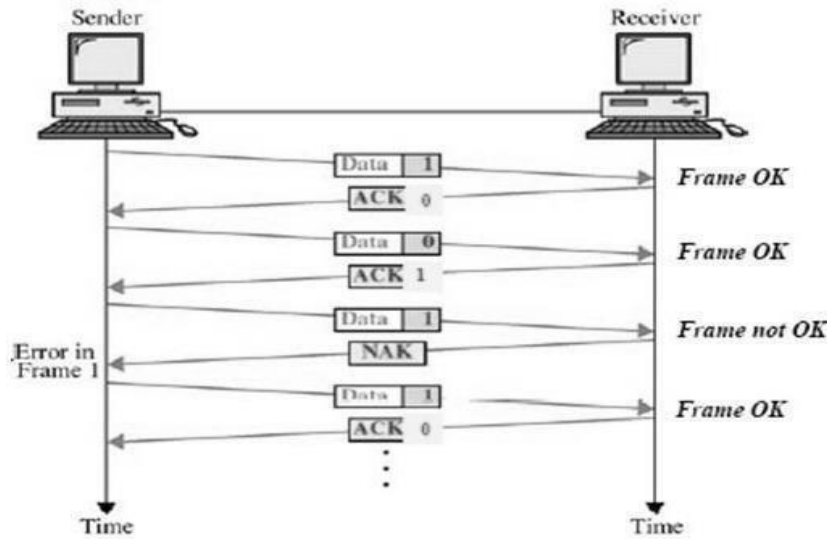 Sender
Receiver
Data 1
Frame OK
ACK 0
Data 0
Frame OK
ACK 1
Data 1
Frame not OK
Error in
Frame 1
NAK
Data 1
Frame OK
ACK 0
Time
Time